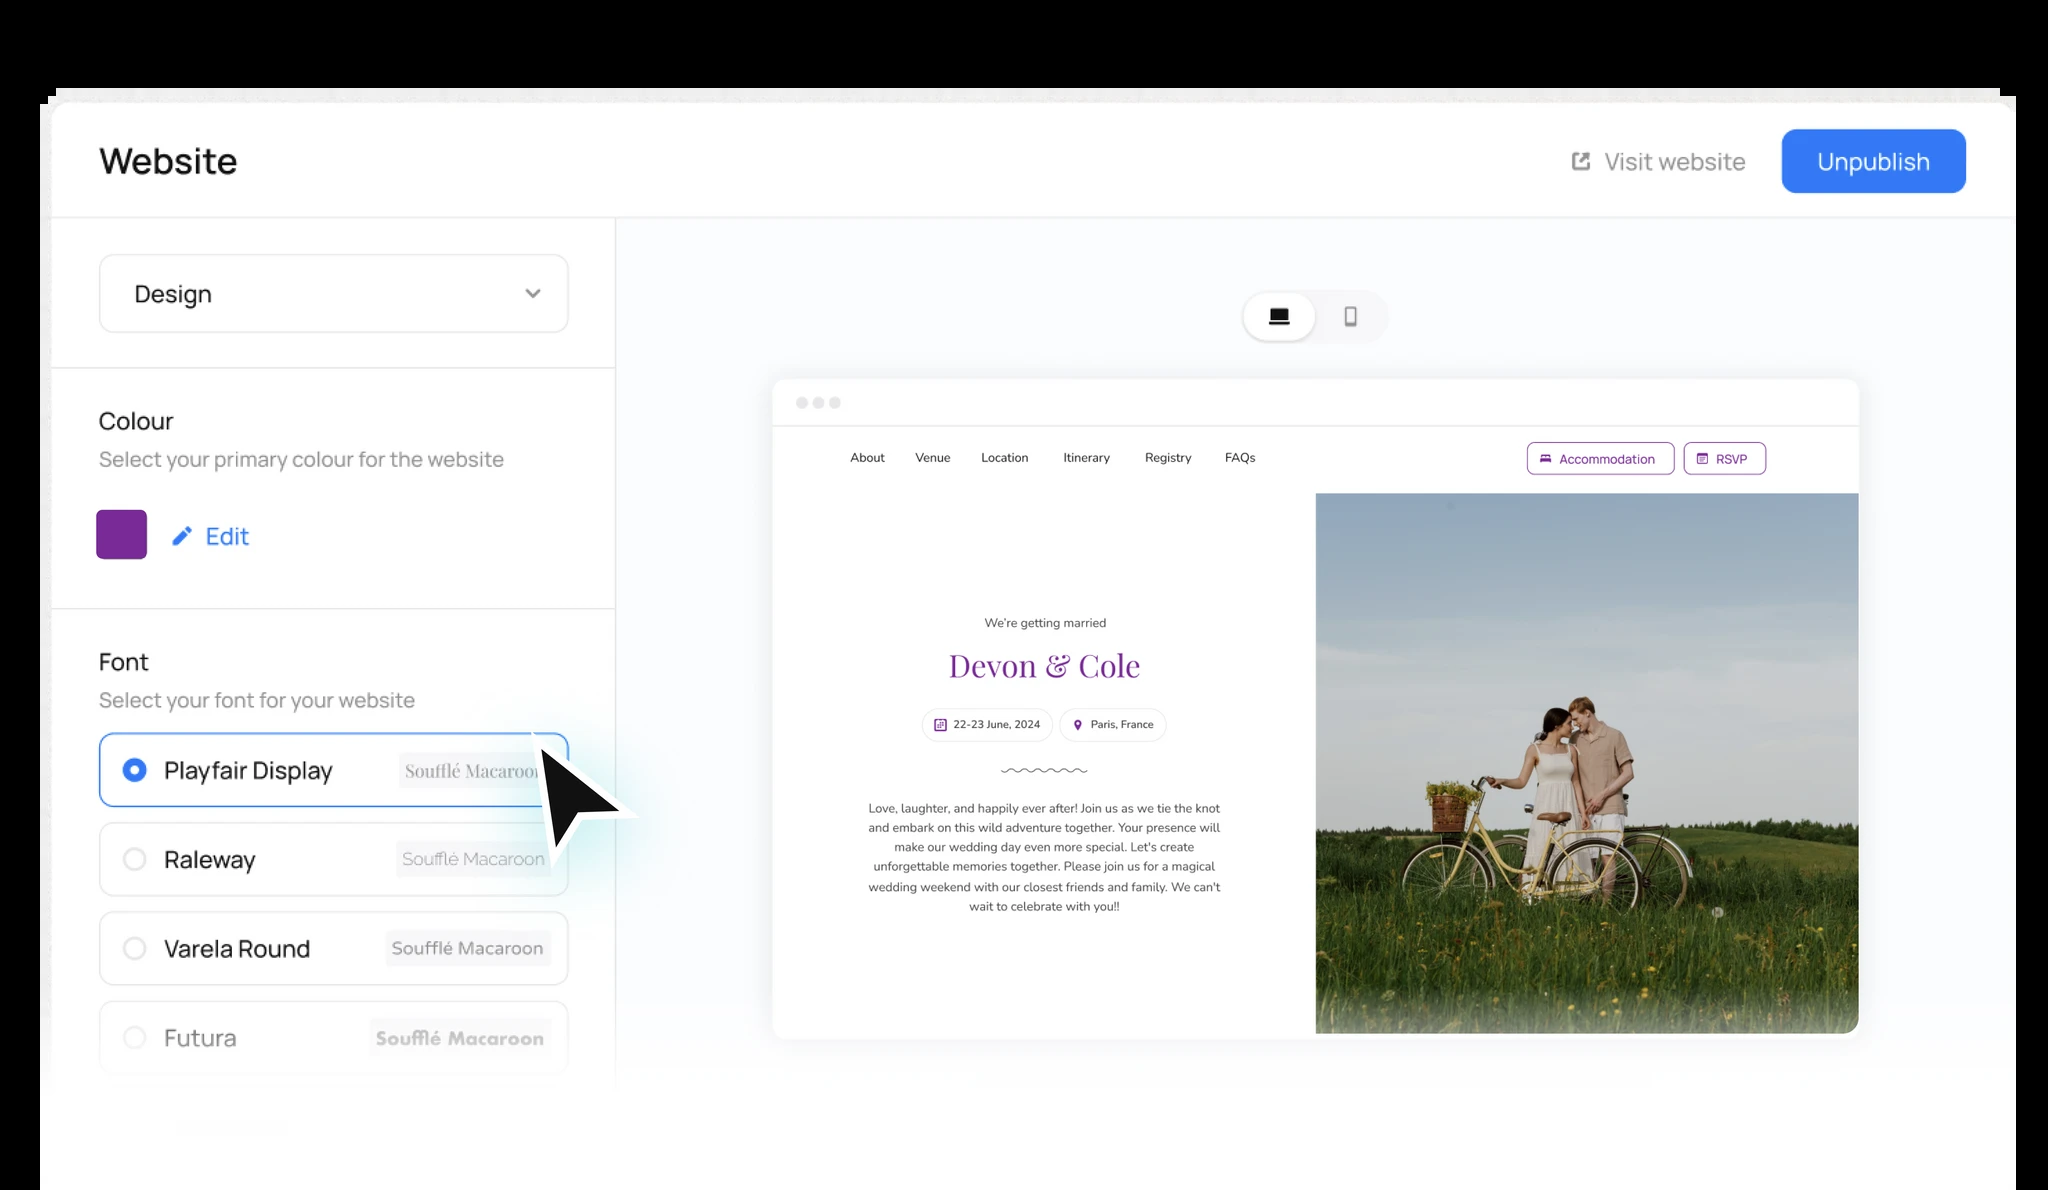 Website
Visit website
Unpublish
Design
Colour
Select your primary colour for the website
Edit
Font
Select your font for your website
Playfair Display
Soufflé Macaroon
Raleway
Soufflé Macaroon
Varela Round
Soufflé Macaroon
Futura
Soufflé Macaroon
About Venue Location Itinerary Registry FAQs
Accommodation
RSVP
We're getting married
Devon & Cole
22-23 June, 2024
Paris, France
Love, laughter, and happily ever after! Join us as we tie the knot
and embark on this wild adventure together. Your presence will
make our wedding day even more special. Let's create
unforgettable memories together. Please join us for a magical
wedding weekend with our closest friends and family. We can't
wait to celebrate with you!!